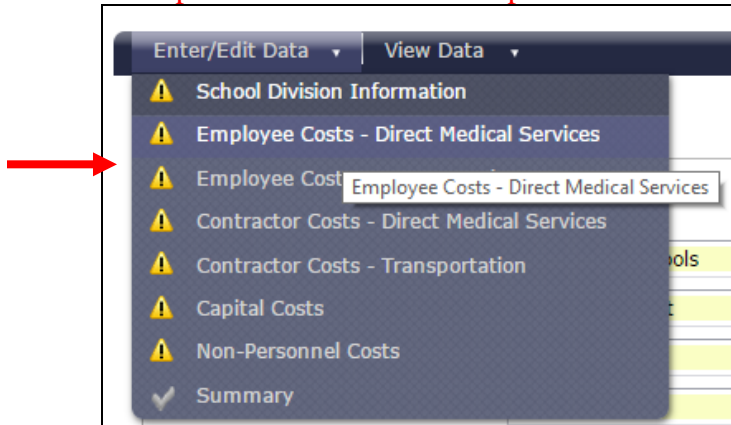 Enter/Edit Data View Data
School Division Information
Employee Costs - Direct Medical Services
Employee Cost
Employee Costs - Direct Medical Services
Contractor Costs - Direct Medical Services
Contractor Costs - Transportation
ools
Capital Costs
Non-Personnel Costs
Summary